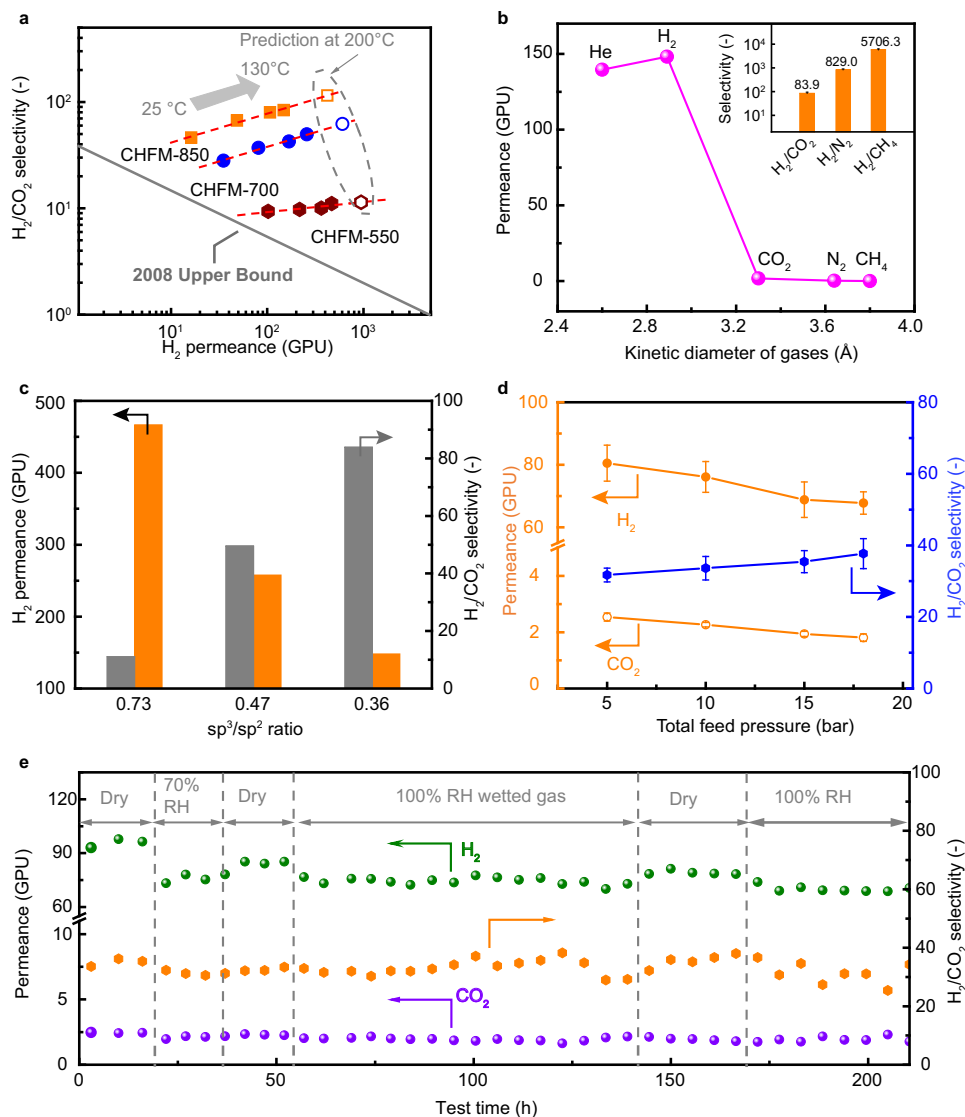 a
H₂/CO₂ selectivity (-)
10²
10¹
10⁰
10¹
10²
10³
H₂ permeance (GPU)
Prediction at 200°C
130°C
25 °C
CHFM-850
CHFM-700
CHFM-550
2008 Upper Bound
b
Permeance (GPU)
150
100
50
0
2.4
2.8
3.2
3.6
4.0
Kinetic diameter of gases (Å)
He
H₂
CO₂
N₂
CH₄
Selectivity (-)
10⁴
10³
10²
10¹
83.9
829.0
5706.3
H₂/CO₂
H₂/N₂
H₂/CH₄
c
H₂ permeance (GPU)
500
400
300
200
100
0.73
0.47
0.36
sp³/sp² ratio
100
80
60
40
20
0
H₂/CO₂ selectivity (-)
d
Permeance (GPU)
100
80
60
4
2
0
H₂
CO₂
5
10
15
20
Total feed pressure (bar)
80
60
40
20
0
H₂/CO₂ selectivity (-)
e
Permeance (GPU)
120
90
60
10
7.5
5
2.5
0
Dry
70%
RH
Dry
100% RH wetted gas
Dry
100% RH
H₂
CO₂
0
50
100
150
200
Test time (h)
100
80
60
40
20
0
H₂/CO₂ selectivity (-)